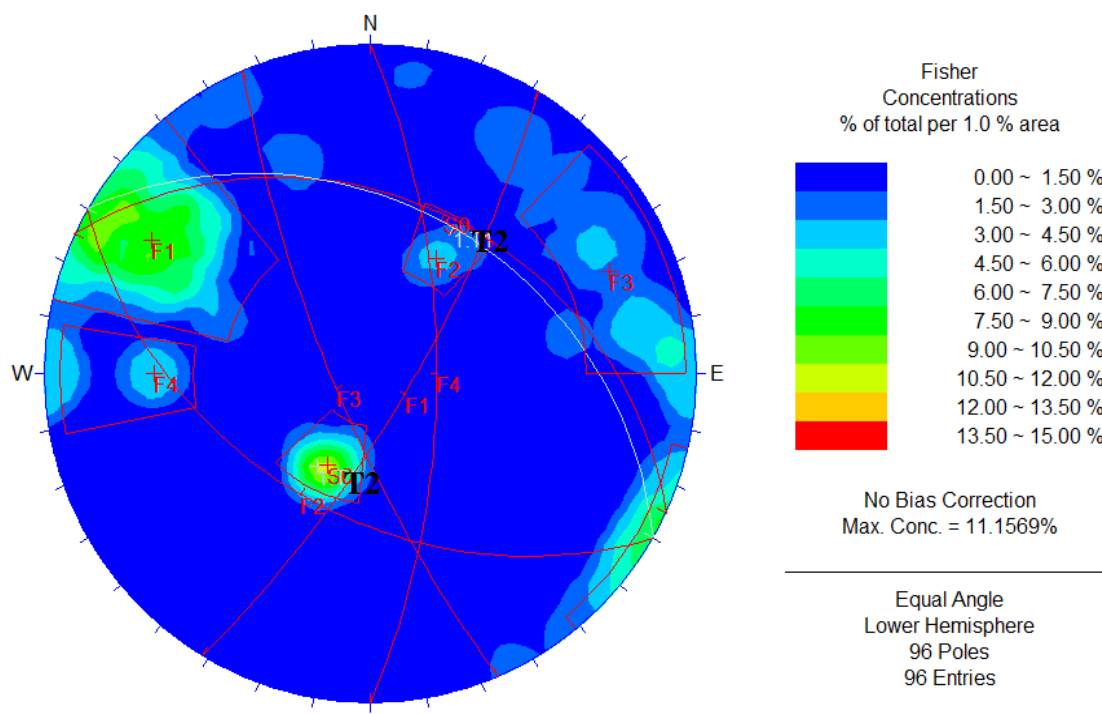 N
Fisher
Concentrations
% of total per 1.0 % area
0.00 ~ 1.50 %
1.50 ~ 3.00 %
3.00 ~ 4.50 %
4.50 ~ 6.00 %
6.00 ~ 7.50 %
7.50 ~ 9.00 %
9.00 ~ 10.50 %
10.50 ~ 12.00 %
12.00 ~ 13.50 %
13.50 ~ 15.00 %
No Bias Correction
Max. Conc. = 11.1569%
Equal Angle
Lower Hemisphere
96 Poles
96 Entries
S0
T2
F1
F2
F3
W
F4
F4
E
F3
F1
S0
T2
F2
S